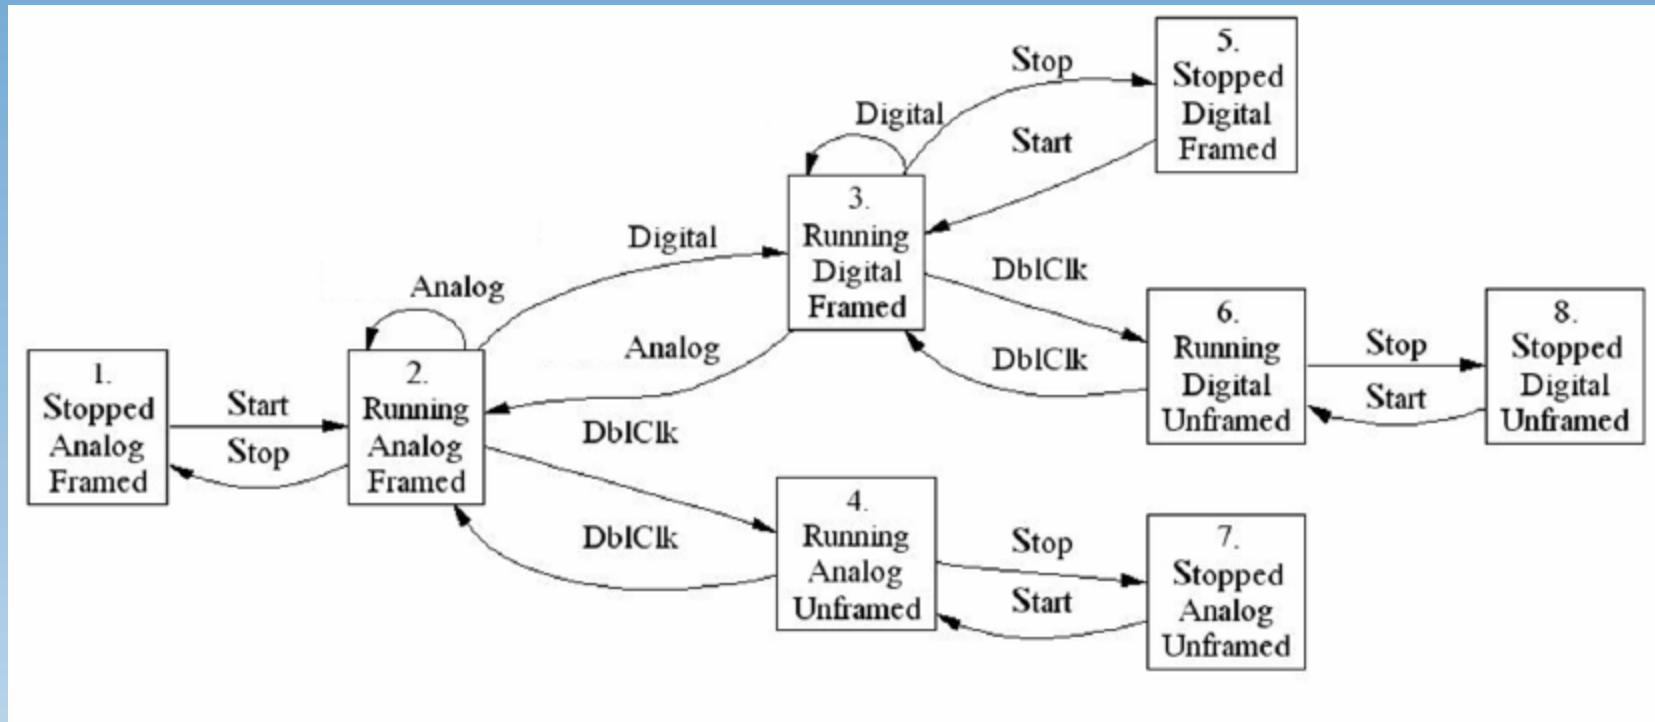 5.
Stopped
Digital
Framed
Stop
Digital
Start
3.
Running
Digital
Framed
Digital
Analog
Analog
DblClk
DblClk
6.
Running
Digital
Unframed
Stop
Start
8.
Stopped
Digital
Unframed
1.
Stopped
Analog
Framed
Start
Stop
2.
Running
Analog
Framed
DblClk
DblClk
4.
Running
Analog
Unframed
Stop
Start
7.
Stopped
Analog
Unframed